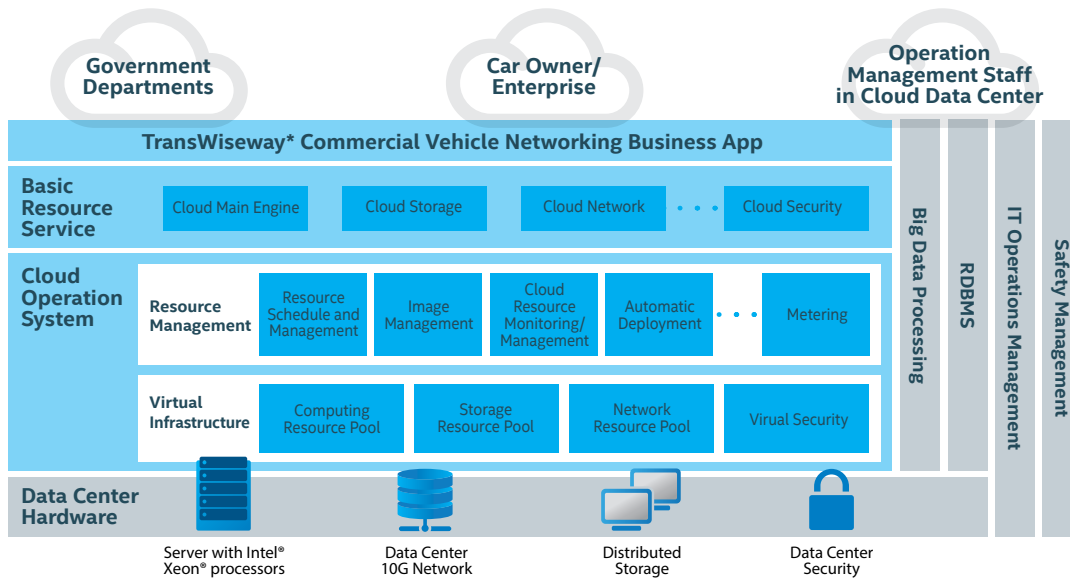 Government
Departments
Car Owner/
Enterprise
Operation
Management Staff
in Cloud Data Center
TransWiseway* Commercial Vehicle Networking Business App
Basic
Resource
Service
Cloud Main Engine
Cloud Storage
Cloud Network
Cloud Security
Cloud
Operation
System
Resource
Management
Resource
Schedule and
Management
Image
Management
Cloud
Resource
Monitoring/
Management
Automatic
Deployment
Metering
Virtual
Infrastructure
Computing
Resource Pool
Storage
Resource Pool
Network
Resource Pool
Virual Security
Big Data Processing
RDBMS
IT Operations Management
Safety Management
Data Center
Hardware
Server with Intel®
Xeon® processors
Data Center
10G Network
Distributed
Storage
Data Center
Security